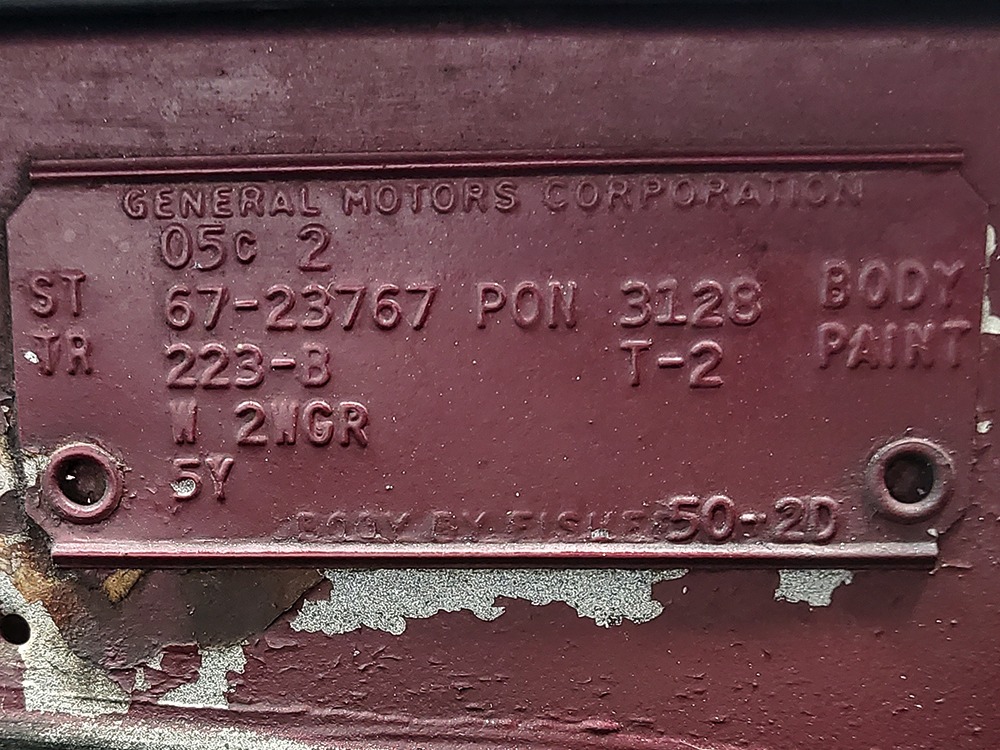 GENERAL MOTORS CORPORATION
05C 2
ST 67-23767 PON 3128 BODY
TR 223-B T-2 PAINT
W 2WGR
5Y
BODY BY FISHE 50-2D